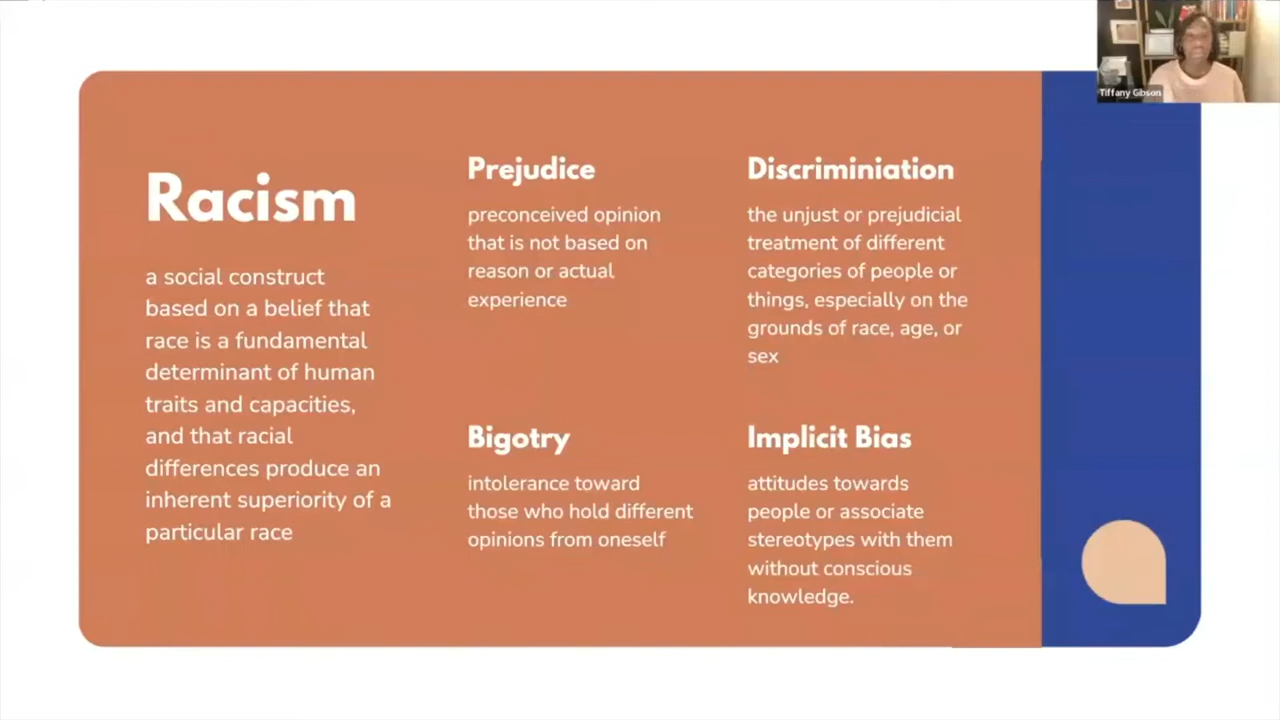 Tiffany Gibson
Racism
a social construct
based on a belief that
race is a fundamental
determinant of human
traits and capacities,
and that racial
differences produce an
inherent superiority of a
particular race
Prejudice
preconceived opinion
that is not based on
reason or actual
experience
Discriminiation
the unjust or prejudicial
treatment of different
categories of people or
things, especially on the
grounds of race, age, or
sex
Bigotry
intolerance toward
those who hold different
opinions from oneself
Implicit Bias
attitudes towards
people or associate
stereotypes with them
without conscious
knowledge.